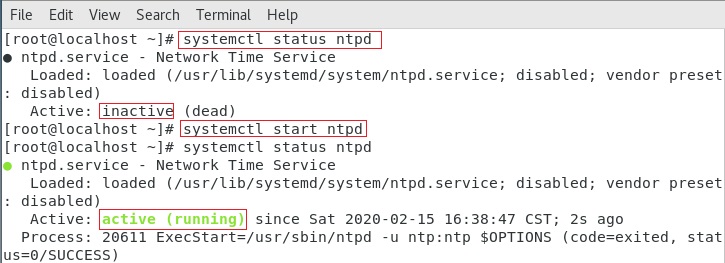 File Edit View Search Terminal Help
[root@localhost ~]# systemctl status ntpd
● ntpd.service - Network Time Service
Loaded: loaded (/usr/lib/systemd/system/ntpd.service; disabled; vendor preset
: disabled)
Active: inactive (dead)
[root@localhost ~]# systemctl start ntpd
[root@localhost ~]# systemctl status ntpd
● ntpd.service - Network Time Service
Loaded: loaded (/usr/lib/systemd/system/ntpd.service; disabled; vendor preset
: disabled)
Active: active (running) since Sat 2020-02-15 16:38:47 CST; 2s ago
Process: 20611 ExecStart=/usr/sbin/ntpd -u ntp:ntp $OPTIONS (code=exited, stat
us=0/SUCCESS)